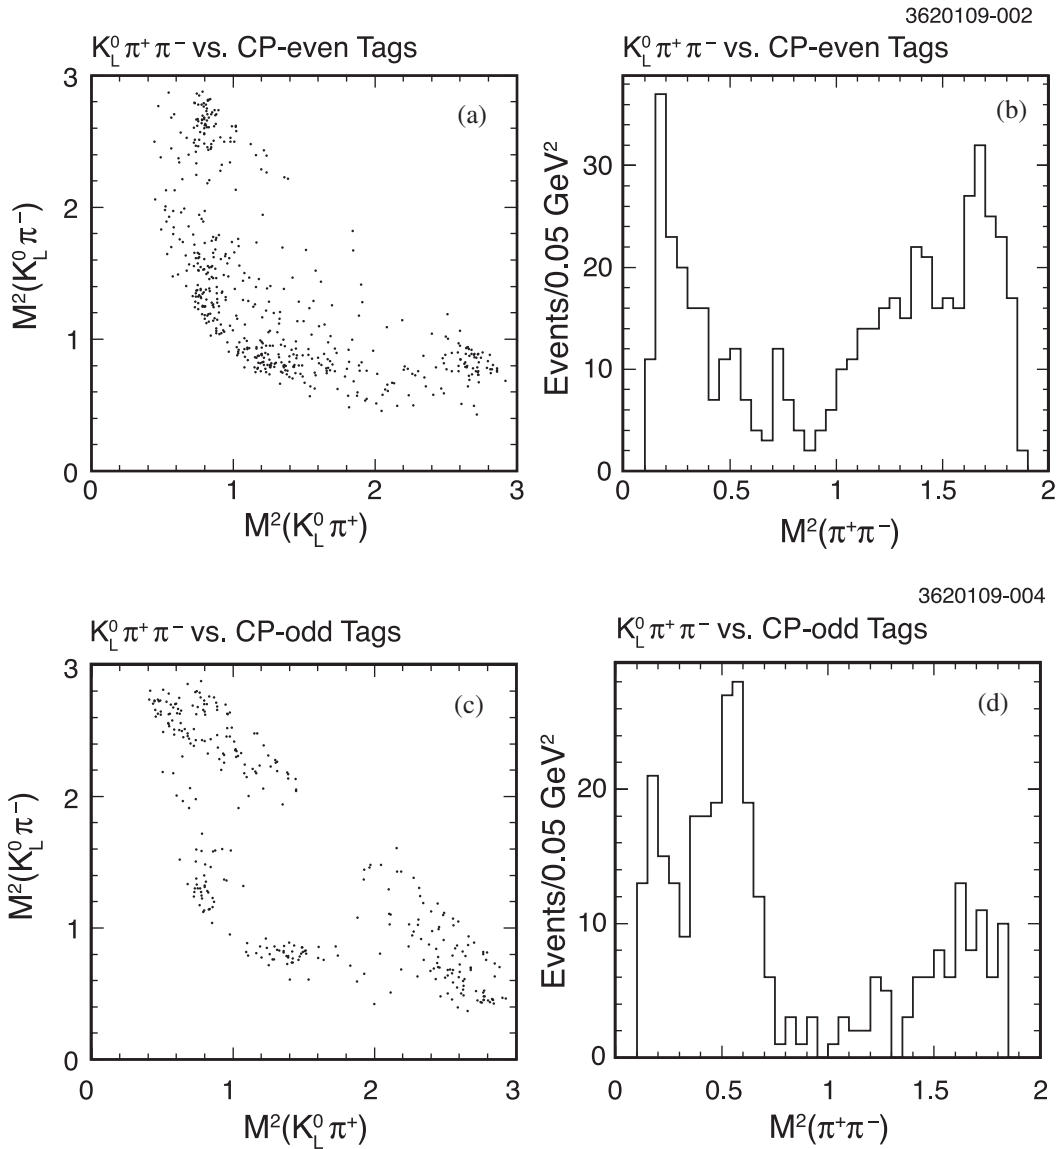 3620109-002
K⁰_L π⁺ π⁻ vs. CP-even Tags
(a)
M²(K⁰_L π⁻)
3
2
1
0
0 1 2 3
M²(K⁰_L π⁺)
K⁰_L π⁺ π⁻ vs. CP-even Tags
(b)
Events/0.05 GeV²
30
20
10
0
0 0.5 1 1.5 2
M²(π⁺π⁻)
3620109-004
K⁰_L π⁺ π⁻ vs. CP-odd Tags
(c)
M²(K⁰_L π⁻)
3
2
1
0
0 1 2 3
M²(K⁰_L π⁺)
K⁰_L π⁺ π⁻ vs. CP-odd Tags
(d)
Events/0.05 GeV²
20
10
0
0 0.5 1 1.5 2
M²(π⁺π⁻)